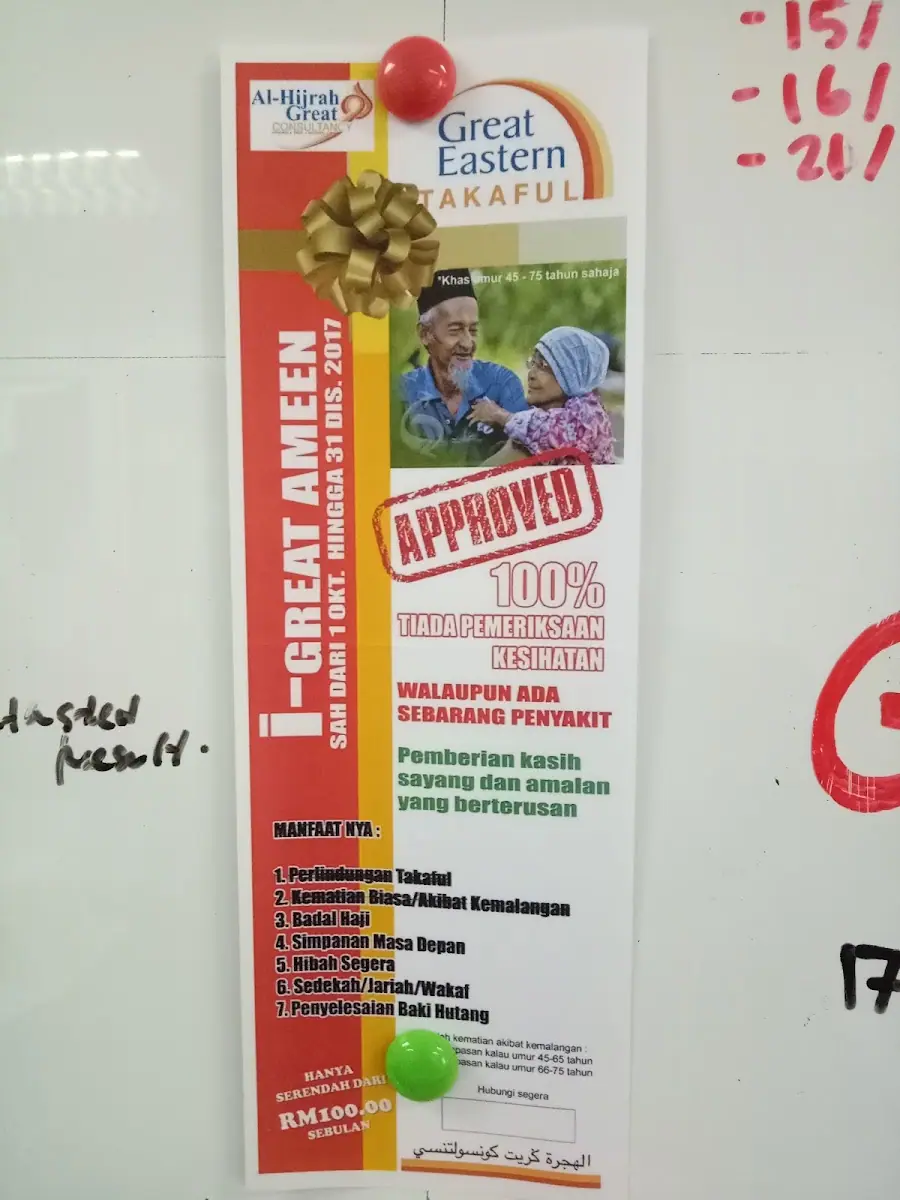 Al-Hijrah
Great
CONSULTANCY
Great
Eastern
TAKAFUL
*Khas umur 45 - 75 tahun sahaja
i-GREAT AMEEN
SAH DARI 1 OKT. HINGGA 31 DIS. 2017
APPROVED
100%
TIADA PEMERIKSAAN
KESIHATAN
WALAUPUN ADA
SEBARANG PENYAKIT
Pemberian kasih
sayang dan amalan
yang berterusan
MANFAAT NYA :
1. Perlindungan Takaful
2. Kematian Biasa/Akibat Kemalangan
3. Badal Haji
4. Simpanan Masa Depan
5. Hibah Segera
6. Sedekah/Jariah/Wakaf
7. Penyelesaian Baki Hutang
kematian akibat kemalangan :
kalau umur 45-65 tahun
kalau umur 66-75 tahun
HANYA
SERENDAH DARI
RM100.00
SEBULAN
Hubungi segera
الهجرة ݢريت كونسولتنسي
- 15/
- 16/
- 21/
result.
17